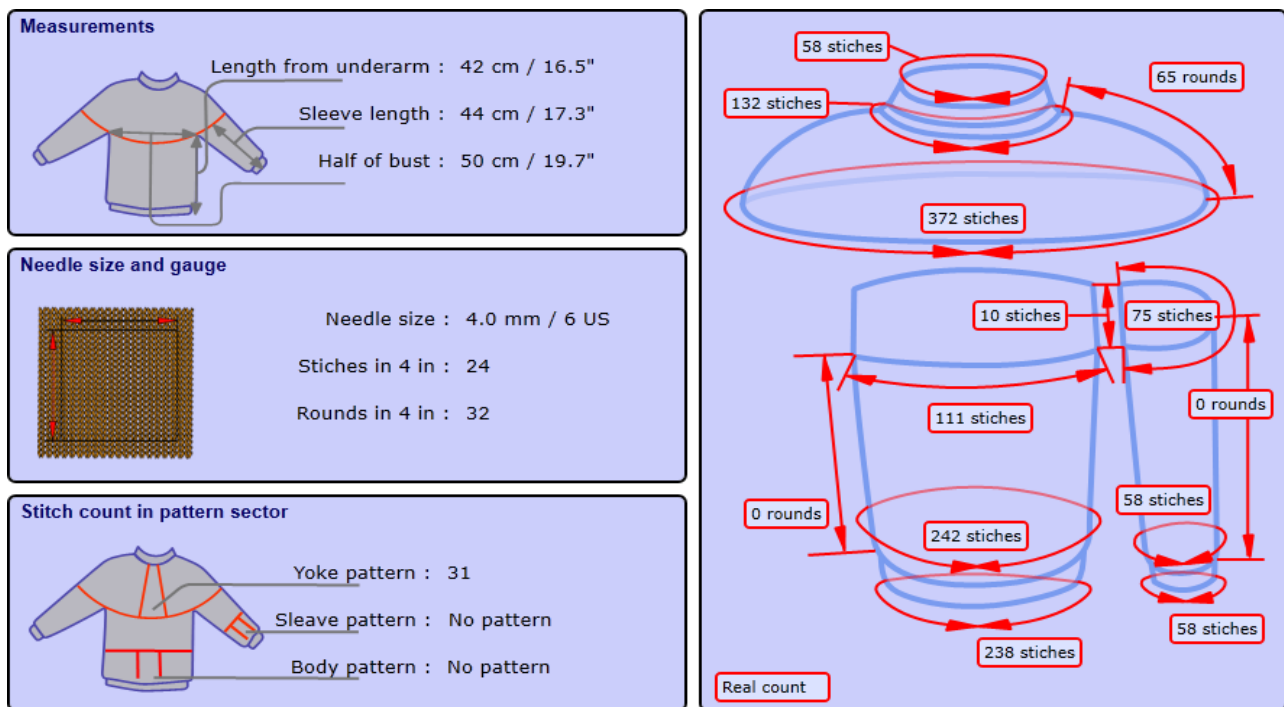 Measurements
Length from underarm : 42 cm / 16.5"
Sleeve length : 44 cm / 17.3"
Half of bust : 50 cm / 19.7"
Needle size and gauge
Needle size : 4.0 mm / 6 US
Stiches in 4 in : 24
Rounds in 4 in : 32
Stitch count in pattern sector
Yoke pattern : 31
Sleave pattern : No pattern
Body pattern : No pattern
58 stiches
65 rounds
132 stiches
372 stiches
10 stiches
75 stiches
0 rounds
111 stiches
58 stiches
0 rounds
242 stiches
58 stiches
238 stiches
Real count